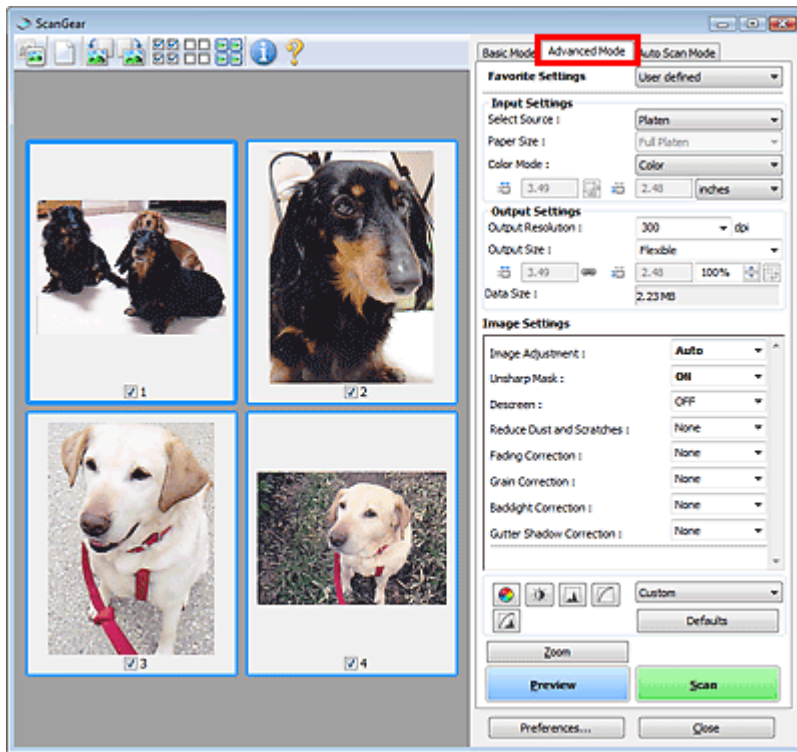 ScanGear
Basic Mode Advanced Mode Auto Scan Mode
Favorite Settings User defined
Input Settings
Select Source : Platen
Paper Size : Full Platen
Color Mode : Color
3.49 2.48 inches
Output Settings
Output Resolution : 300 dpi
Output Size : Flexible
3.49 2.48 100%
Data Size : 2.23 MB
Image Settings
Image Adjustment : Auto
Unsharp Mask : ON
Descreen : OFF
Reduce Dust and Scratches : None
Fading Correction : None
Grain Correction : None
Backlight Correction : None
Gutter Shadow Correction : None
1
2
3
4
Custom
Defaults
Zoom
Preview Scan
Preferences... Close